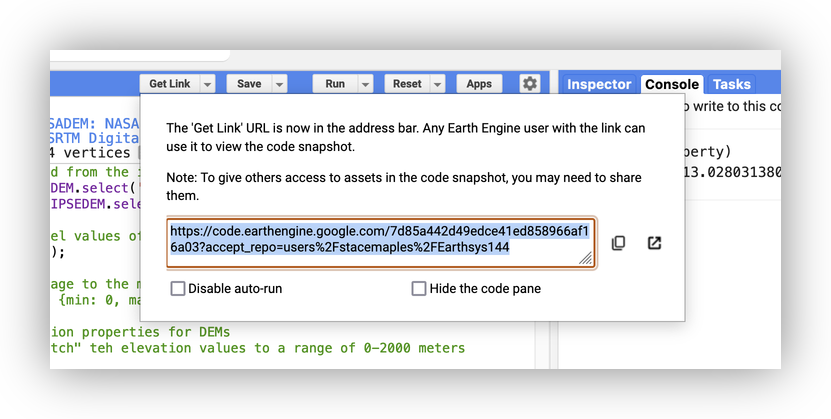 Get Link Save Run Reset Apps Inspector Console Tasks
The 'Get Link' URL is now in the address bar. Any Earth Engine user with the link can
use it to view the code snapshot.
Note: To give others access to assets in the code snapshot, you may need to share
them.
https://code.earthengine.google.com/7d85a442d49edce41ed858966af1
6a03?accept_repo=users%2Fstacemaples%2FEarthsys144
Disable auto-run Hide the code pane
SADEM: NASA
SRTM Digita
4 vertices
d from the i
DEM.select('
IPSEDEM.sele
el values of
);
age to the m
{min: 0, ma
ion properties for DEMs
tch" teh elevation values to a range of 0-2000 meters
o write to this co
perty)
13.028031380